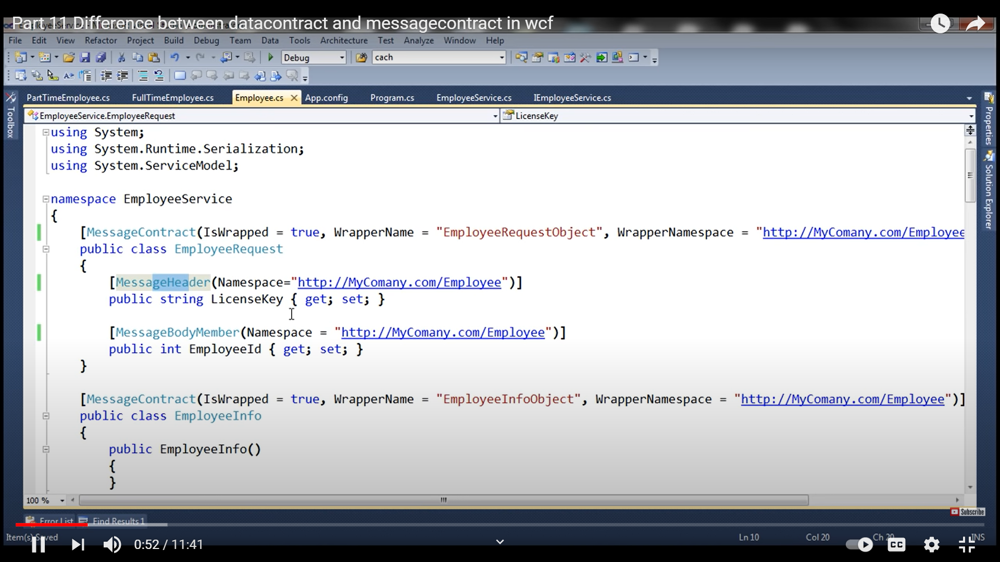 Part 11 Difference between datacontract and messagecontract in wcf
File Edit View Refactor Project Build Debug Team Data Tools Architecture Test Analyze Window Help
Debug cach
PartTimeEmployee.cs FullTimeEmployee.cs Employee.cs App.config Program.cs EmployeeService.cs IEmployeeService.cs
Toolbox
Properties
Solution Explorer
EmployeeService.EmployeeRequest LicenseKey
using System;
using System.Runtime.Serialization;
using System.ServiceModel;
namespace EmployeeService
{
[MessageContract(IsWrapped = true, WrapperName = "EmployeeRequestObject", WrapperNamespace = "http://MyComany.com/Employee
public class EmployeeRequest
{
[MessageHeader(Namespace="http://MyComany.com/Employee")]
public string LicenseKey { get; set; }
[MessageBodyMember(Namespace = "http://MyComany.com/Employee")]
public int EmployeeId { get; set; }
}
[MessageContract(IsWrapped = true, WrapperName = "EmployeeInfoObject", WrapperNamespace = "http://MyComany.com/Employee")]
public class EmployeeInfo
{
public EmployeeInfo()
{
}
100 %
Subscribe
Error List Find Results 1
Item(s) Saved Ln 10 Col 20 Ch 20 INS
0:52 / 11:41 CC